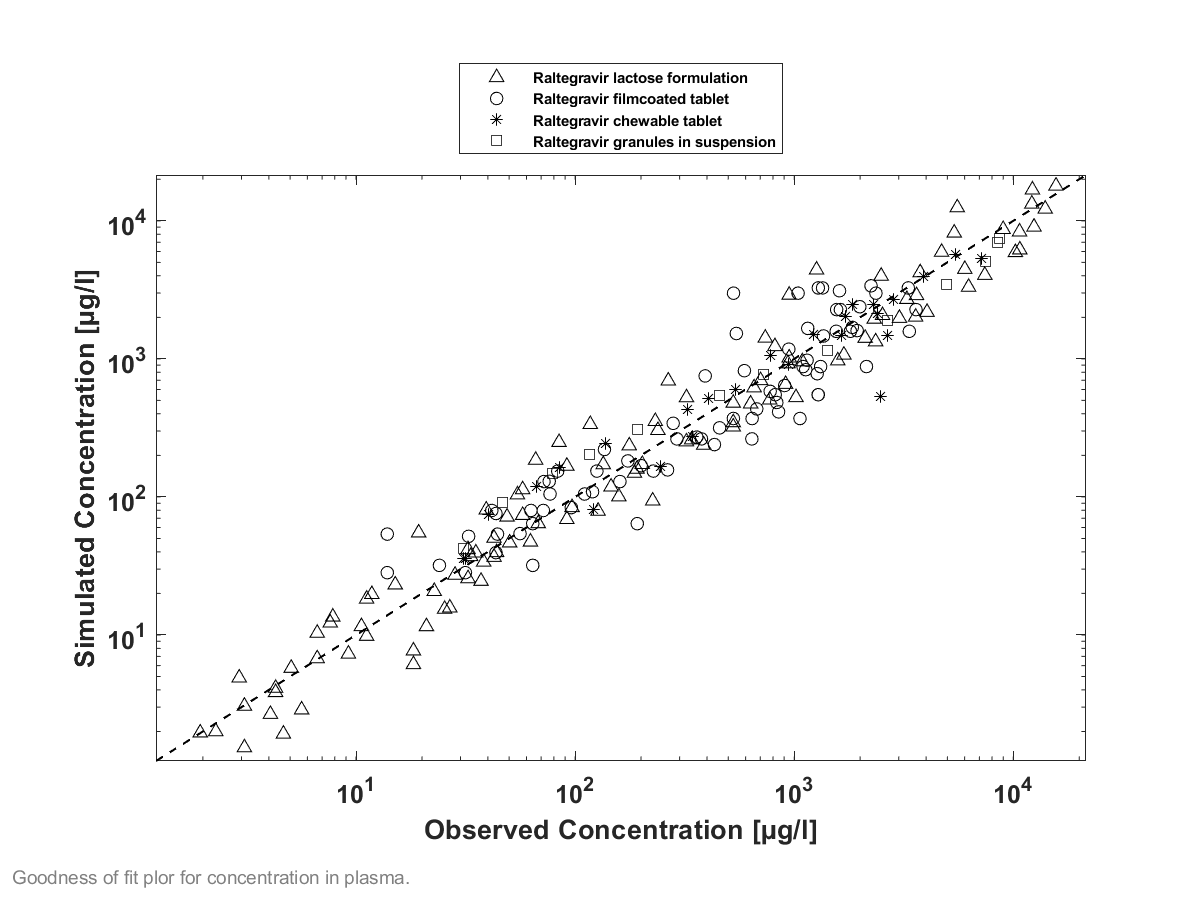 Raltegravir lactose formulation
Raltegravir filmcoated tablet
Raltegravir chewable tablet
Raltegravir granules in suspension
10^4
10^3
10^2
10^1
Simulated Concentration [µg/l]
10^1 10^2 10^3 10^4
Observed Concentration [µg/l]
Goodness of fit plor for concentration in plasma.